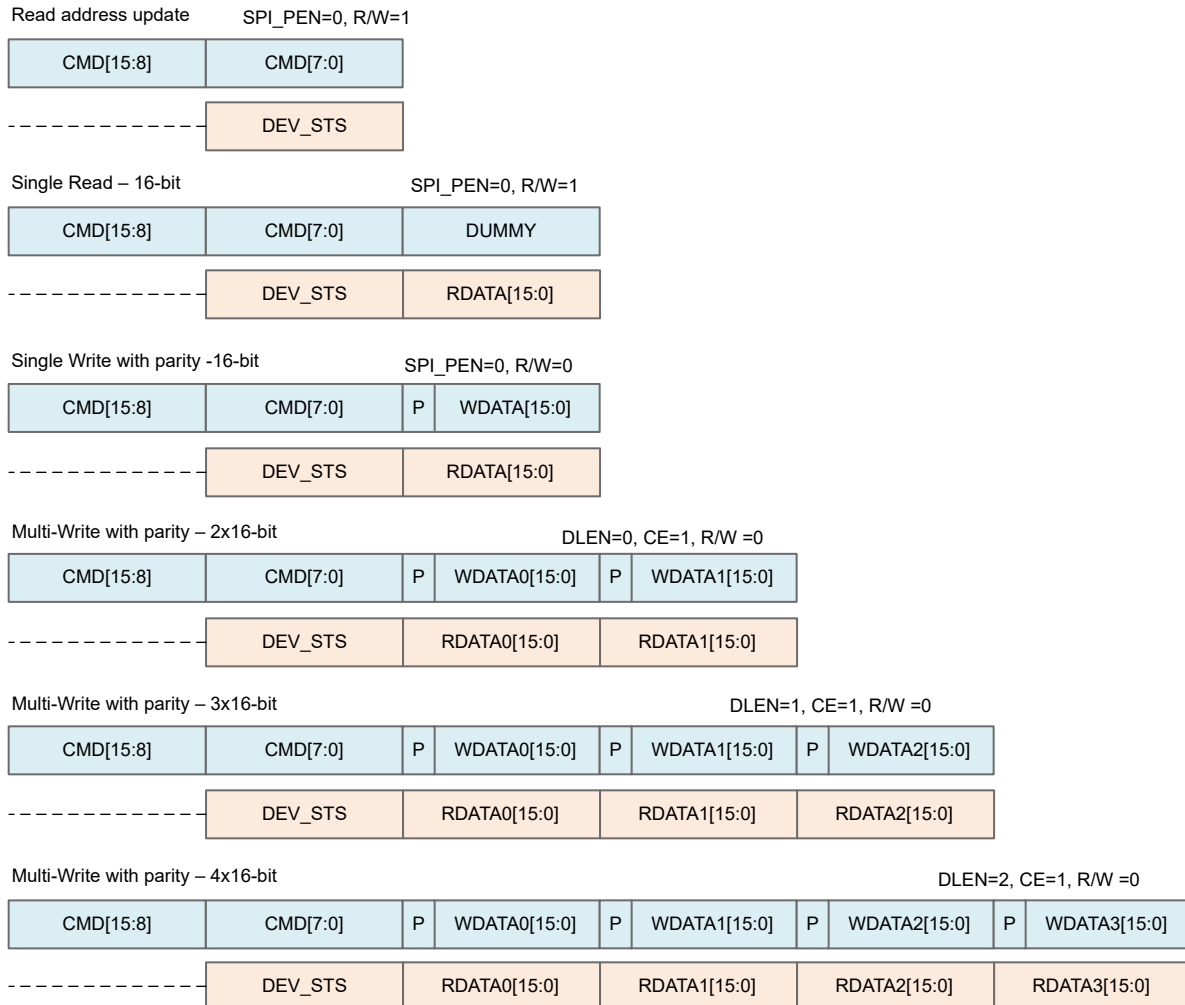 Read address update SPI_PEN=0, R/W=1
CMD[15:8] CMD[7:0]
DEV_STS
Single Read – 16-bit SPI_PEN=0, R/W=1
CMD[15:8] CMD[7:0] DUMMY
DEV_STS RDATA[15:0]
Single Write with parity -16-bit SPI_PEN=0, R/W=0
CMD[15:8] CMD[7:0] P WDATA[15:0]
DEV_STS RDATA[15:0]
Multi-Write with parity – 2x16-bit DLEN=0, CE=1, R/W =0
CMD[15:8] CMD[7:0] P WDATA0[15:0] P WDATA1[15:0]
DEV_STS RDATA0[15:0] RDATA1[15:0]
Multi-Write with parity – 3x16-bit DLEN=1, CE=1, R/W =0
CMD[15:8] CMD[7:0] P WDATA0[15:0] P WDATA1[15:0] P WDATA2[15:0]
DEV_STS RDATA0[15:0] RDATA1[15:0] RDATA2[15:0]
Multi-Write with parity – 4x16-bit DLEN=2, CE=1, R/W =0
CMD[15:8] CMD[7:0] P WDATA0[15:0] P WDATA1[15:0] P WDATA2[15:0] P WDATA3[15:0]
DEV_STS RDATA0[15:0] RDATA1[15:0] RDATA2[15:0] RDATA3[15:0]